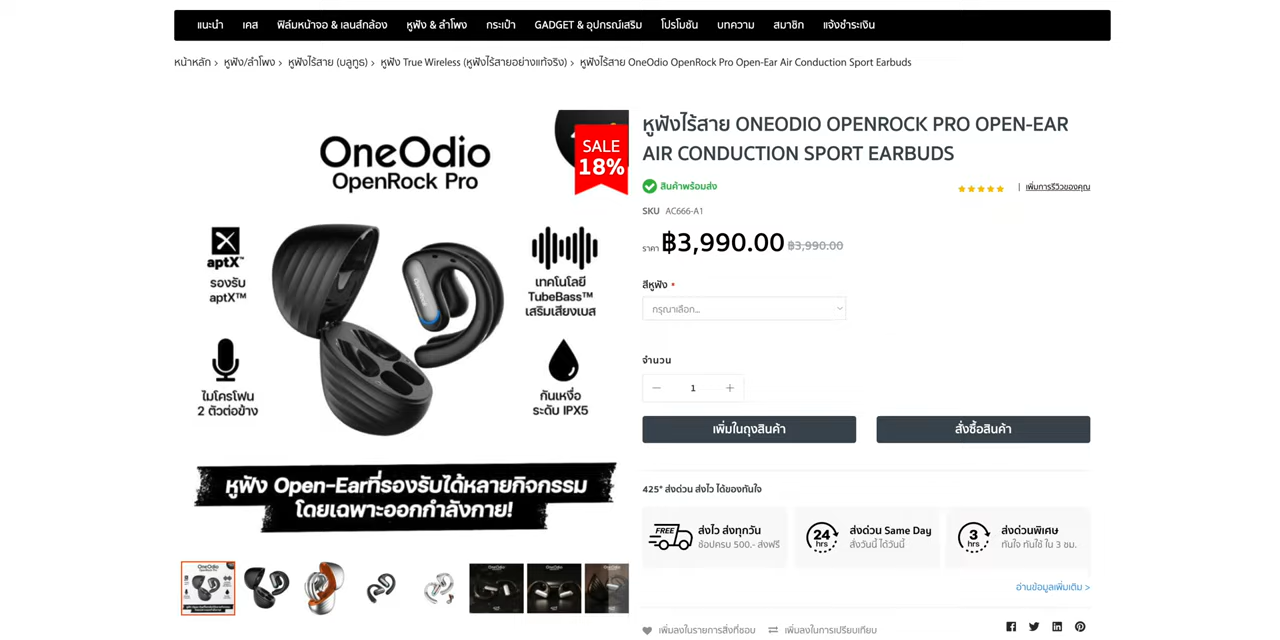 แนะนำ เคส ฟิล์มหน้าจอ & เลนส์กล้อง หูฟัง & ลำโพง กระเป๋า GADGET & อุปกรณ์เสริม โปรโมชัน บทความ สมาชิก แจ้งชำระเงิน
หน้าหลัก › หูฟัง/ลำโพง › หูฟังไร้สาย (บลูทูธ) › หูฟัง True Wireless (หูฟังไร้สายอย่างแท้จริง) › หูฟังไร้สาย OneOdio OpenRock Pro Open-Ear Air Conduction Sport Earbuds
OneOdio
OpenRock Pro
SALE
18%
aptX™
รองรับ
aptX™
เทคโนโลยี
TubeBass™
เสริมเสียงเบส
ไมโครโฟน
2 ตัวต่อข้าง
กันเหงื่อ
ระดับ IPX5
หูฟัง Open-Earที่รองรับได้หลายกิจกรรม
โดยเฉพาะออกกำลังกาย!
หูฟังไร้สาย ONEODIO OPENROCK PRO OPEN-EAR
AIR CONDUCTION SPORT EARBUDS
สินค้าพร้อมส่ง
| เพิ่มการรีวิวของคุณ
SKU AC666-A1
ราคา ฿3,990.00 ฿3,990.00
สีหูฟัง *
กรุณาเลือก...
จำนวน
− 1 +
เพิ่มในถุงสินค้า สั่งซื้อสินค้า
425° ส่งด่วน ส่งไว ได้ของทันใจ
FREE ส่งไว ส่งทุกวัน
ช้อปครบ 500.- ส่งฟรี
24 hrs ส่งด่วน Same Day
สั่งวันนี้ ได้วันนี้
3 hrs ส่งด่วนพิเศษ
ทันใจ ทันใช้ ใน 3 ชม.
อ่านข้อมูลเพิ่มเติม >
เพิ่มลงในรายการสิ่งที่ชอบ เพิ่มลงในการเปรียบเทียบ